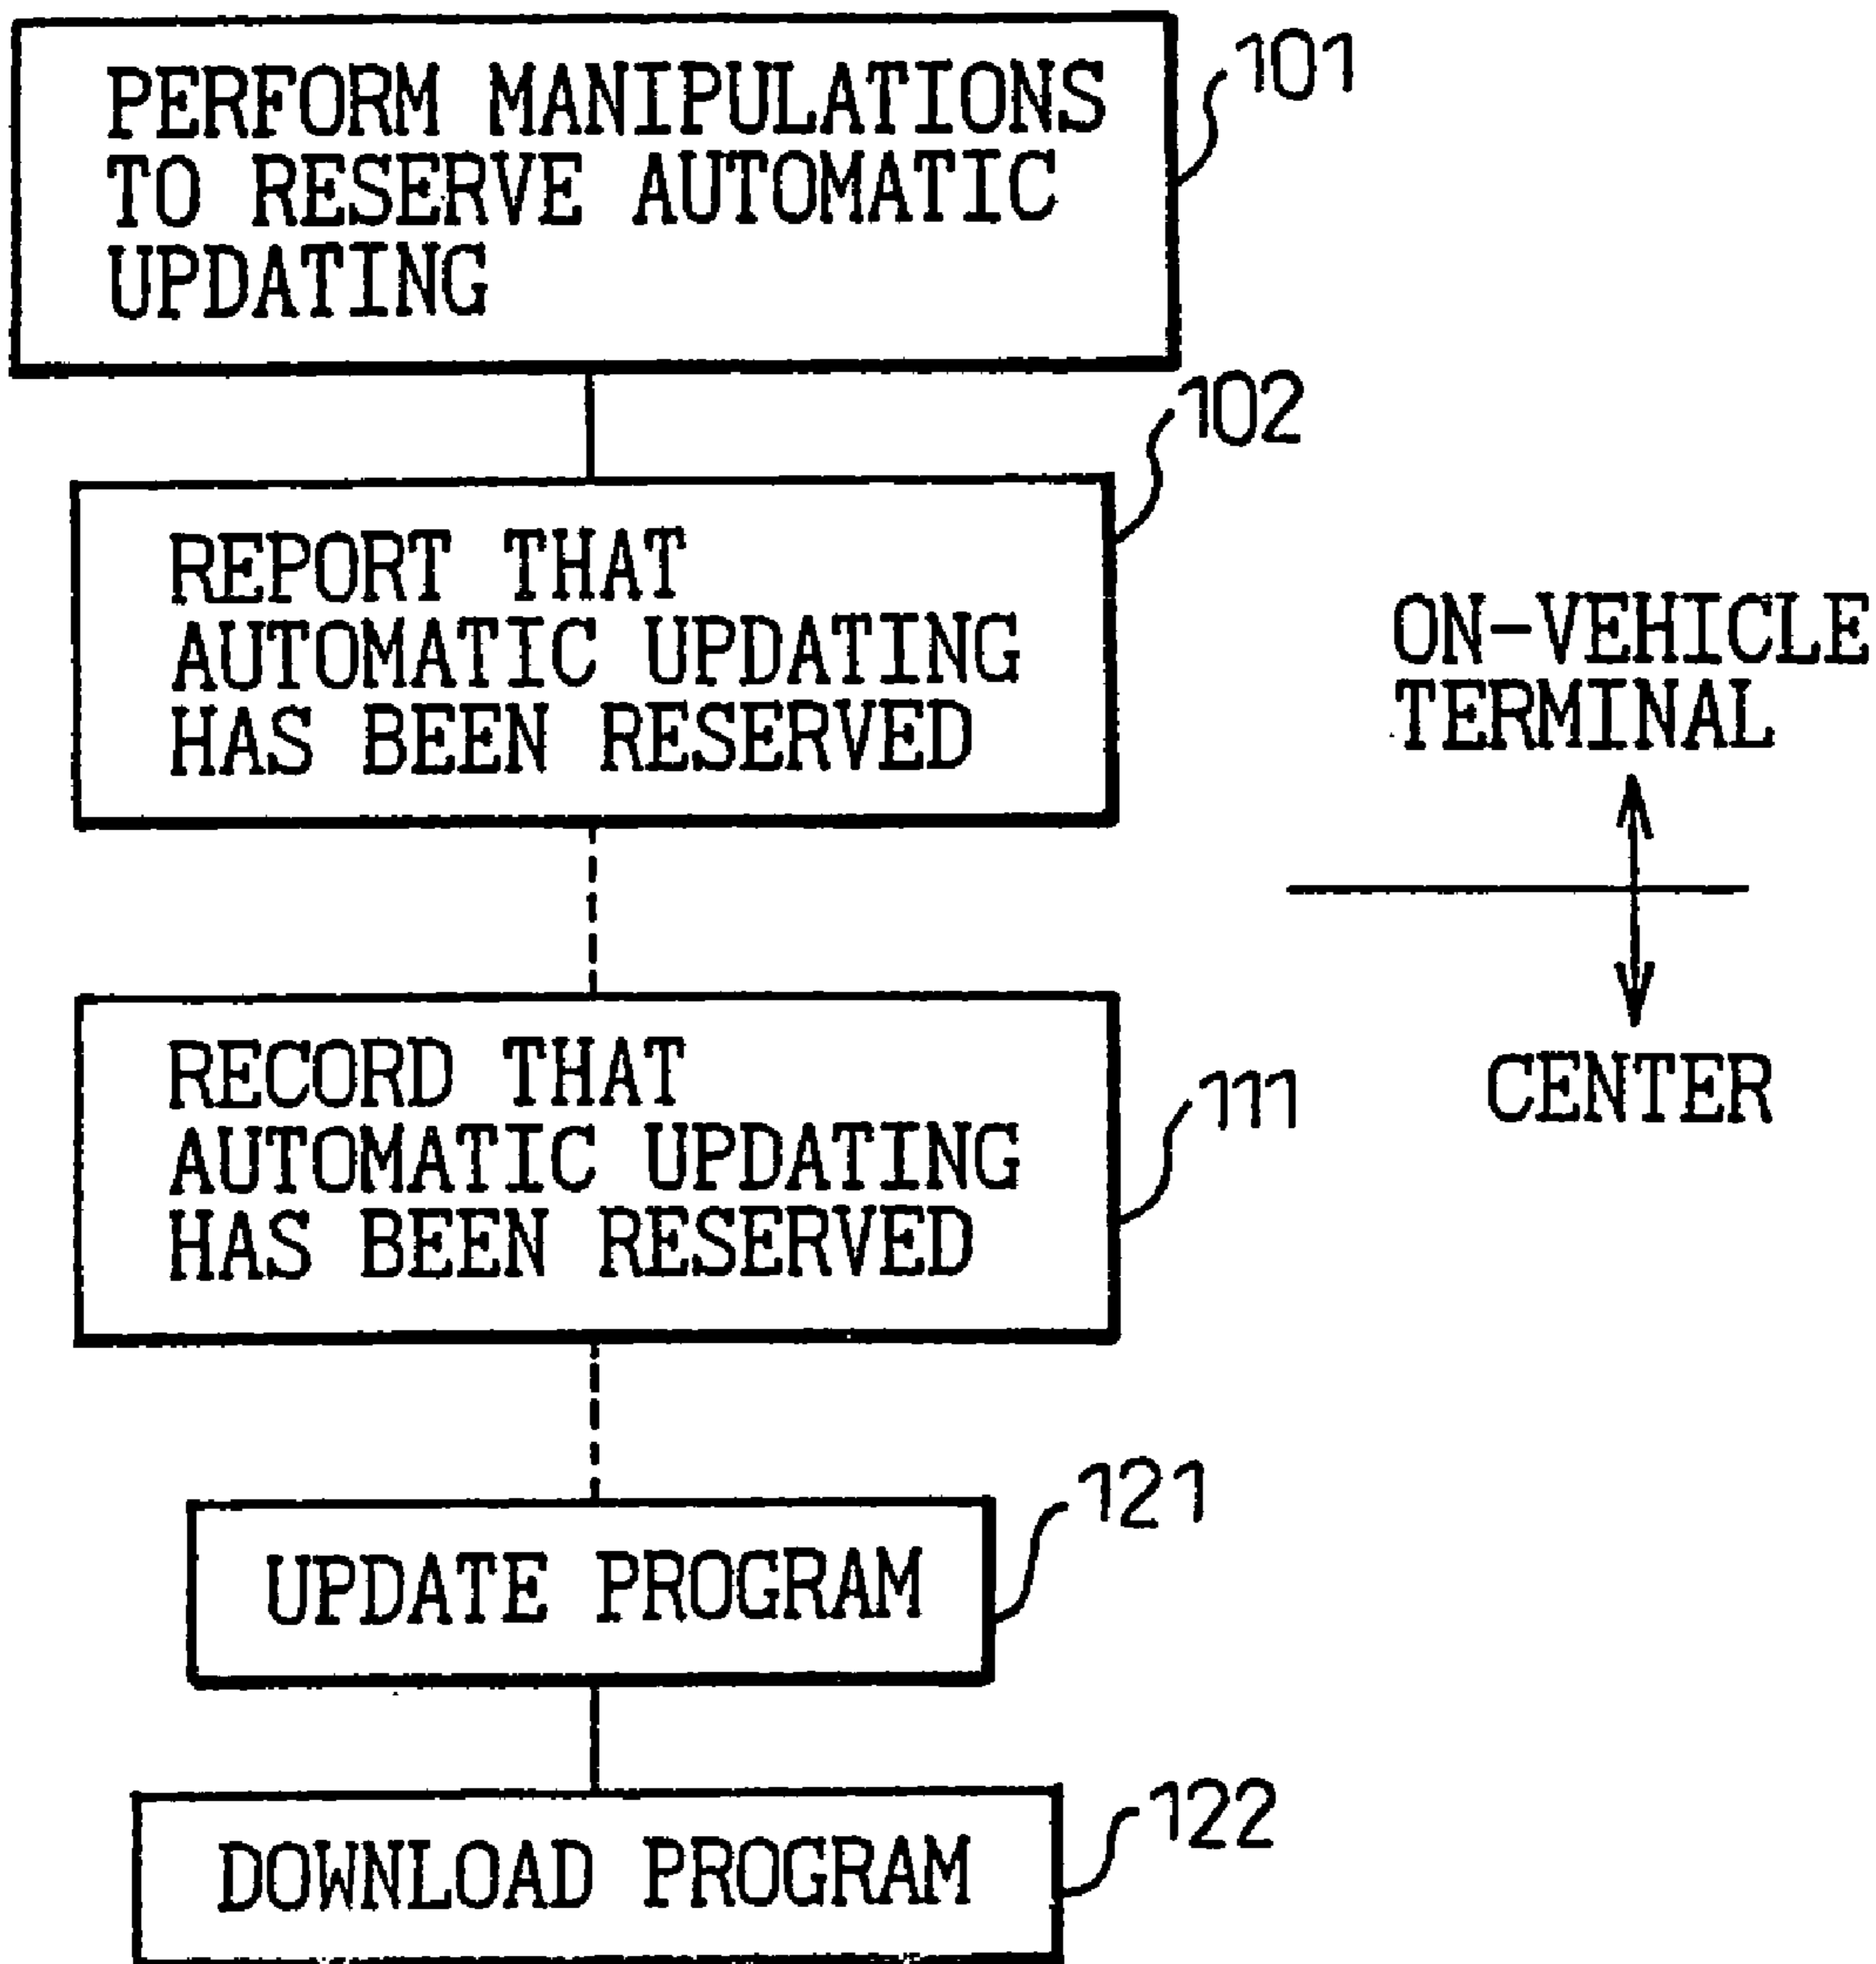 PERFORM MANIPULATIONS
TO RESERVE AUTOMATIC
UPDATING
101
102
REPORT THAT
AUTOMATIC UPDATING
HAS BEEN RESERVED
ON-VEHICLE
TERMINAL
RECORD THAT
AUTOMATIC UPDATING
HAS BEEN RESERVED
111
CENTER
121
UPDATE PROGRAM
122
DOWNLOAD PROGRAM